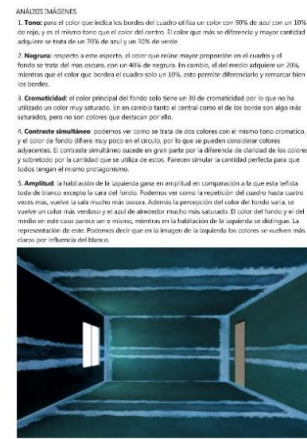 ANÁLISIS IMÁGENES
1. Tono: para el color que indica los bordes del cuadro utiliza un color con 90% de azul con un 10%
de rojo, y es el mismo tono que el color del centro. El color que más se diferencia y mayor cantidad
adquiere se trata de un 70% de azul y un 30% de verde.
2. Negrura: respecto a este aspecto, el color que reúne mayor proporción en el cuadro y el
fondo se trata del mas oscuro, con un 40% de negrura. En cambio, el del medio adquiere un 20%,
mientras que el color que bordea el cuadro solo un 10%, esto permite diferenciarlo y remarcar bien
los bordes.
3. Cromaticidad: el color principal del fondo solo tiene un 30 de cromaticidad por lo que no ha
utilizado un color muy saturado. En su cambio tanto el central como el de los borde son algo más
saturados, pero son colores que destacan por ello.
4. Contraste simultáneo: podemos ver como se trata de dos colores con el mismo tono cromatico,
y el color de fondo difiere muy poco en el círculo, por lo que se pueden considerar colores
adyacentes. El contraste simultáneo sucede en gran parte por la diferencia de claridad de los colores
y sobretodo por la cantidad que se utiliza de estos. Parecen simular la cantidad perfecta para que
todos tengan el mismo protagonismo.
5. Amplitud: la habitación de la izquierda gana en amplitud en comparación a la que esta teñida
toda de blanco excepto la cara del fondo. Podemos ver como la repetición del cuadro hasta cuatro
veces más, vuelve la sala mucho más oscura. Además la percepción del color del fondo varía, se
vuelve un color más verdoso y el azul de alrededor mucho más saturado. El color del fondo y el del
medio en este caso parece ser e mismo, mientras en la habitación de la izquierda se distingue. La
representación de este. Podemos decir que en la imagen de la izquierda los colores se vuelven más
claros por influencia del blanco.